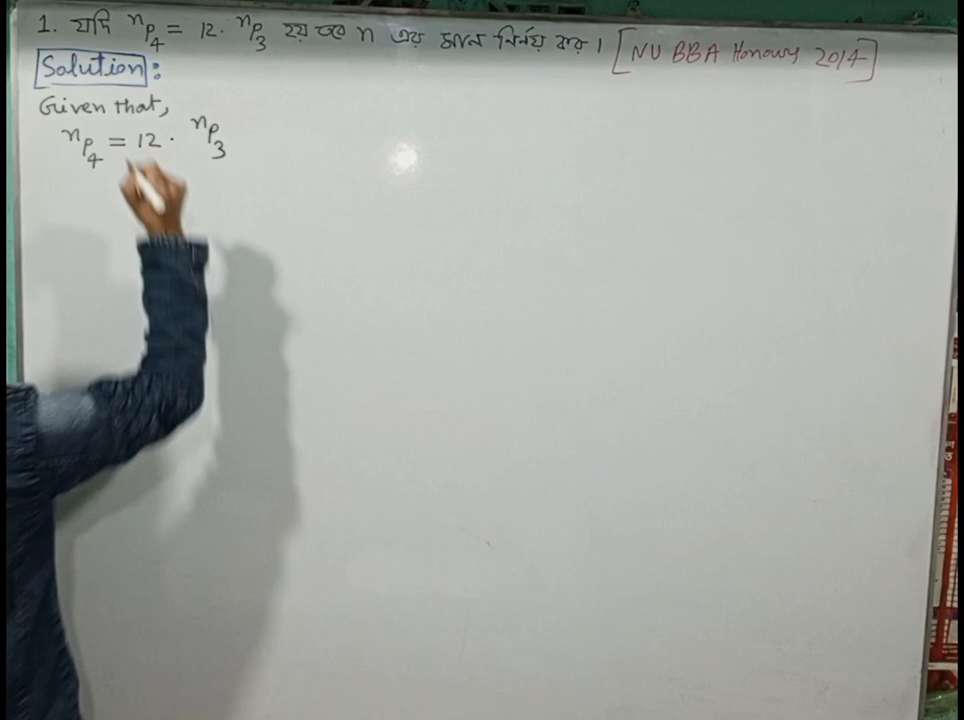 1. যদি ⁿP₄ = 12. ⁿP₃ হয় তবে n এর মান নির্নয় কর। [NU BBA Honours 2014]
Solution:
Given that,
ⁿP₄ = 12 . ⁿP₃